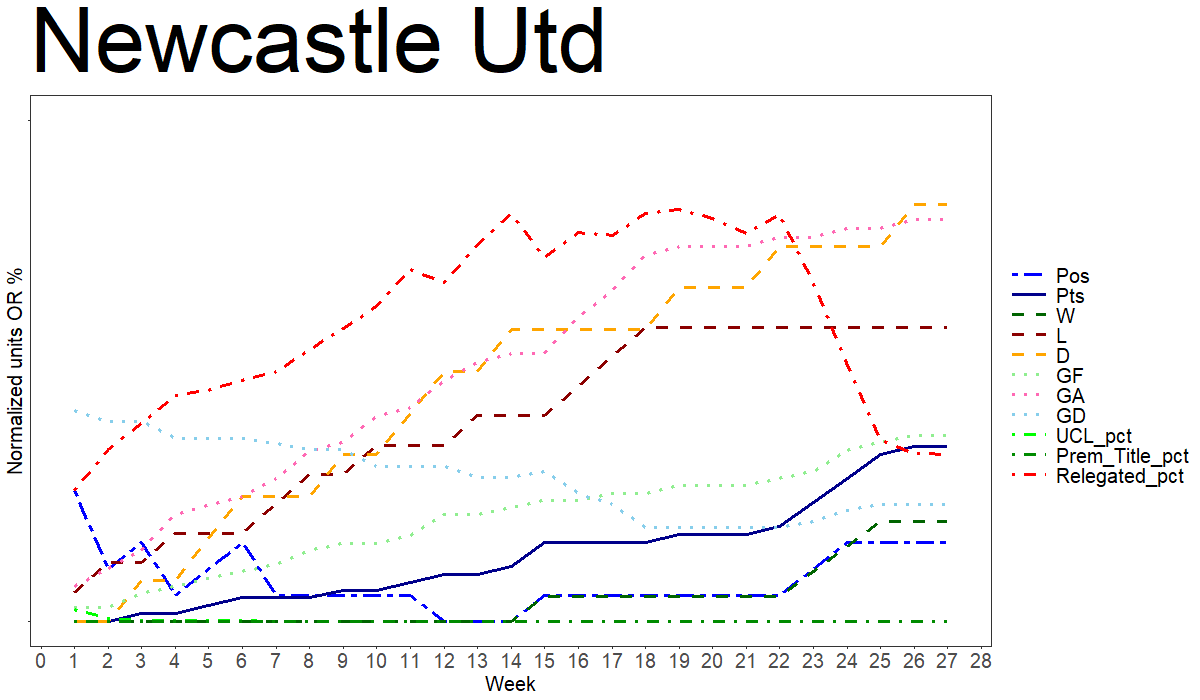 Newcastle Utd
Normalized units OR %
Pos
Pts
W
L
D
GF
GA
GD
UCL_pct
Prem_Title_pct
Relegated_pct
0 1 2 3 4 5 6 7 8 9 10 11 12 13 14 15 16 17 18 19 20 21 22 23 24 25 26 27 28
Week